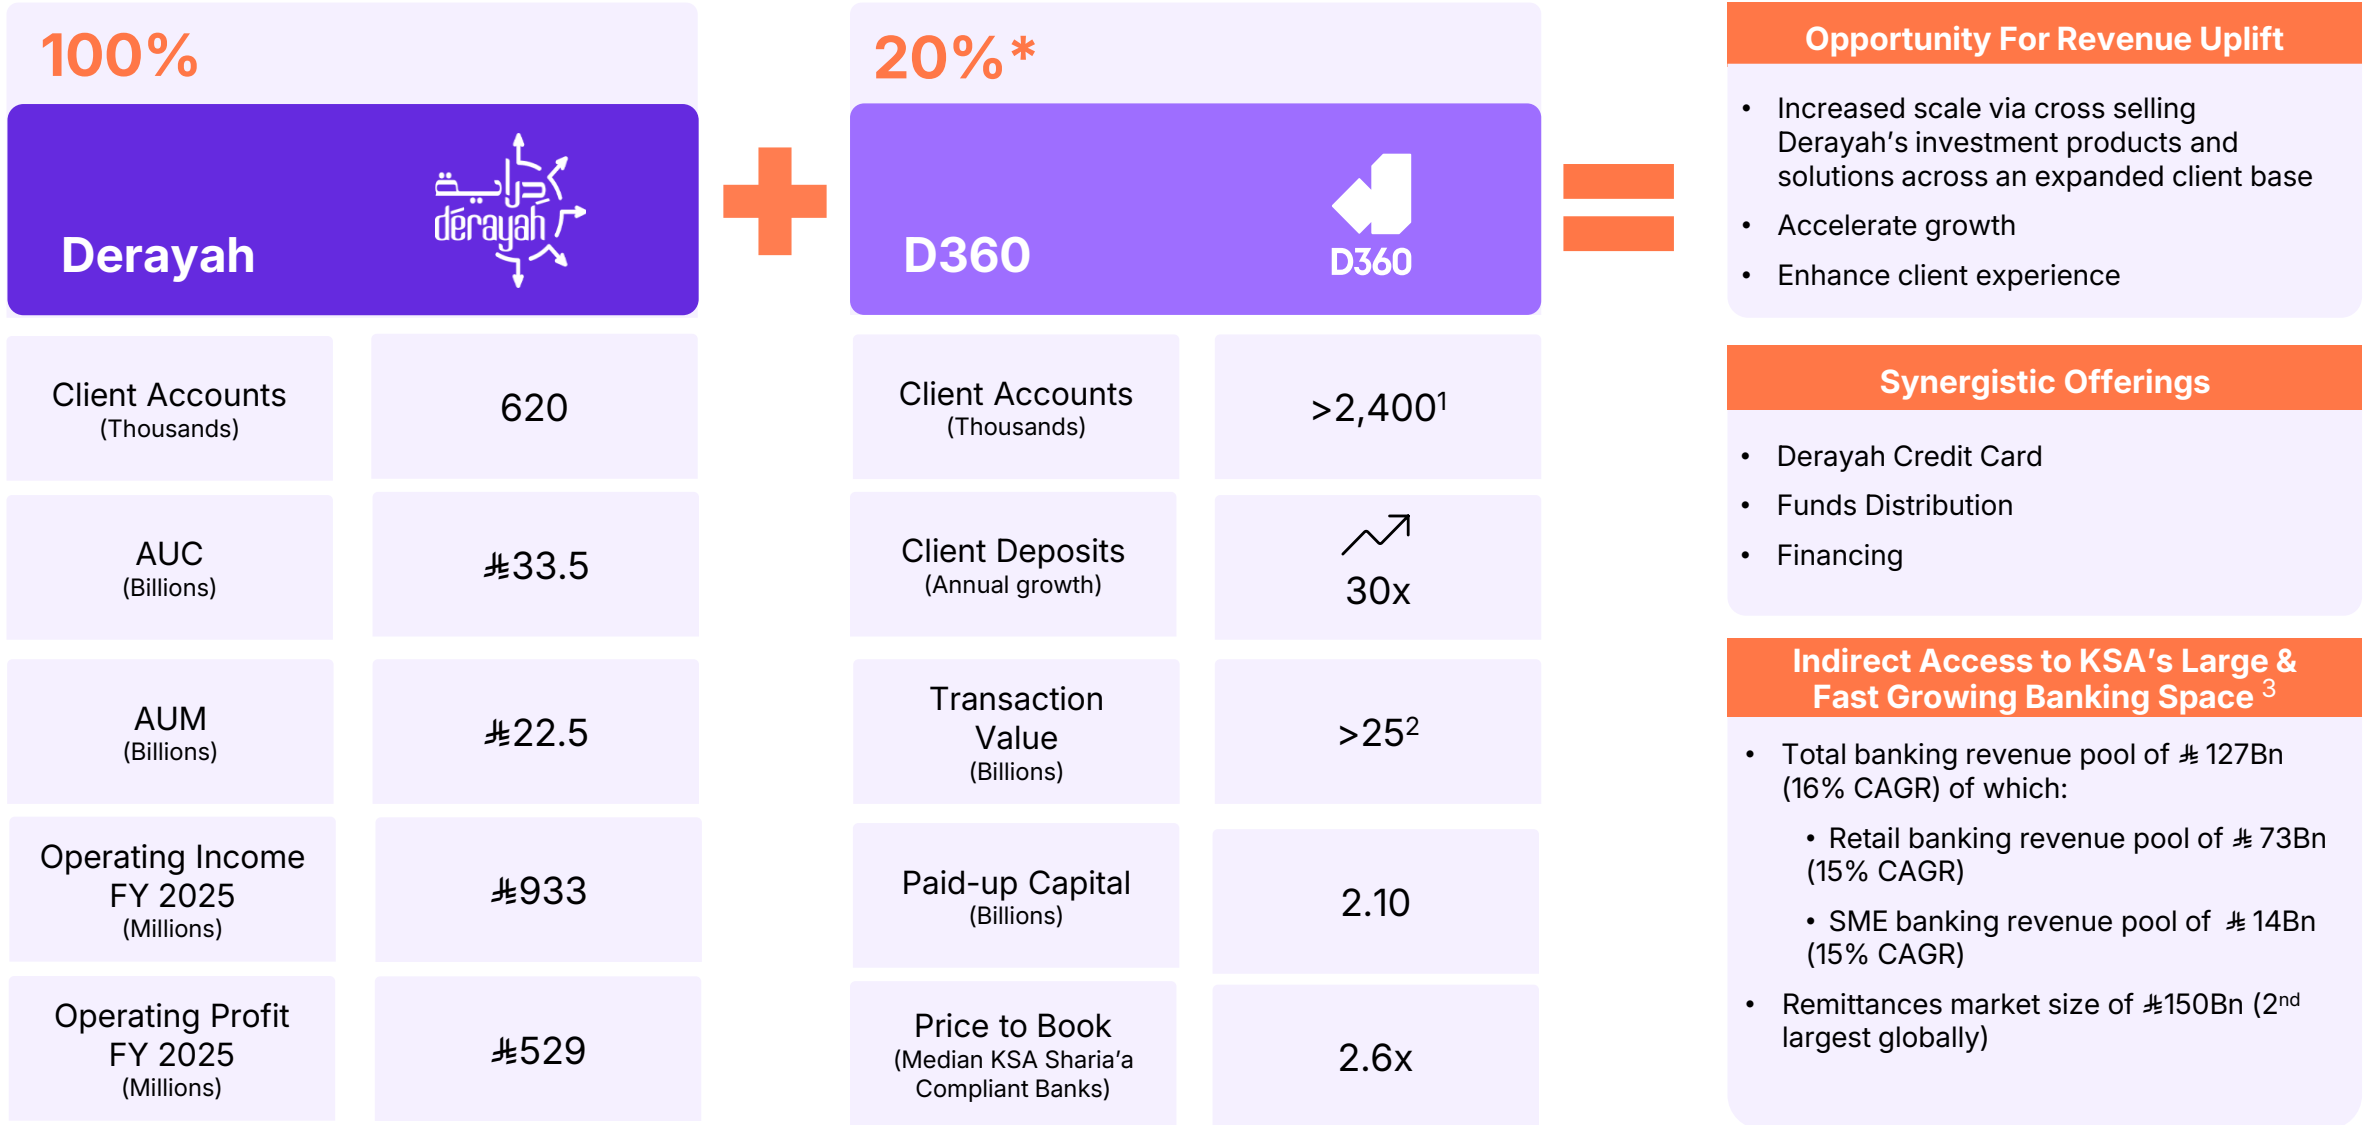 100%
Derayah
دراية
derayah
Client Accounts
(Thousands)
620
AUC
(Billions)
⃁33.5
AUM
(Billions)
⃁22.5
Operating Income
FY 2025
(Millions)
⃁933
Operating Profit
FY 2025
(Millions)
⃁529
20%*
D360
D360
Client Accounts
(Thousands)
>2,400¹
Client Deposits
(Annual growth)
30x
Transaction
Value
(Billions)
>25²
Paid-up Capital
(Billions)
2.10
Price to Book
(Median KSA Sharia’a
Compliant Banks)
2.6x
Opportunity For Revenue Uplift
• Increased scale via cross selling
Derayah’s investment products and
solutions across an expanded client base
• Accelerate growth
• Enhance client experience
Synergistic Offerings
• Derayah Credit Card
• Funds Distribution
• Financing
Indirect Access to KSA’s Large &
Fast Growing Banking Space ³
• Total banking revenue pool of ⃁ 127Bn
(16% CAGR) of which:
• Retail banking revenue pool of ⃁ 73Bn
(15% CAGR)
• SME banking revenue pool of ⃁ 14Bn
(15% CAGR)
• Remittances market size of ⃁150Bn (2nd
largest globally)